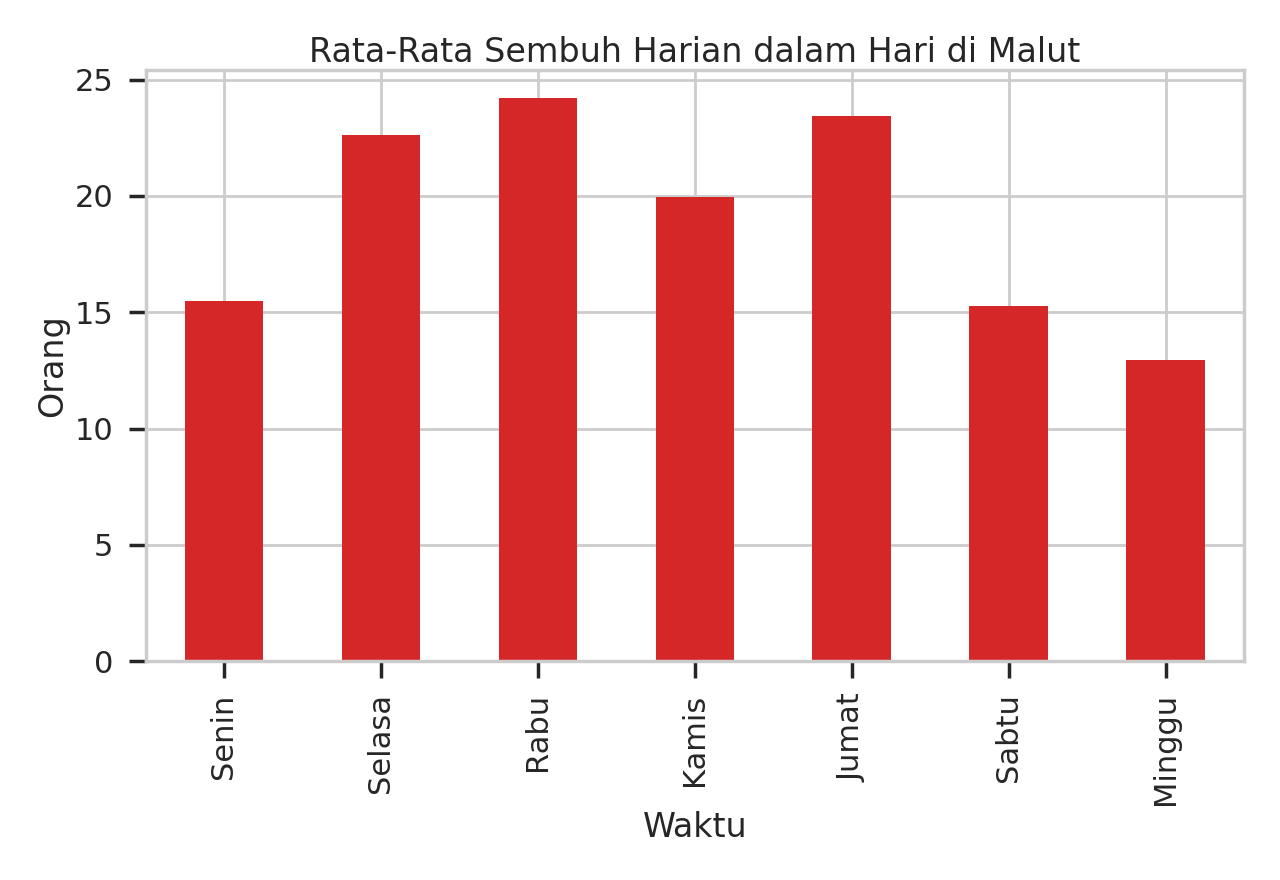 Rata-Rata Sembuh Harian dalam Hari di Malut
25
20
15
10
5
0
Orang
Senin
Selasa
Rabu
Kamis
Jumat
Sabtu
Minggu
Waktu